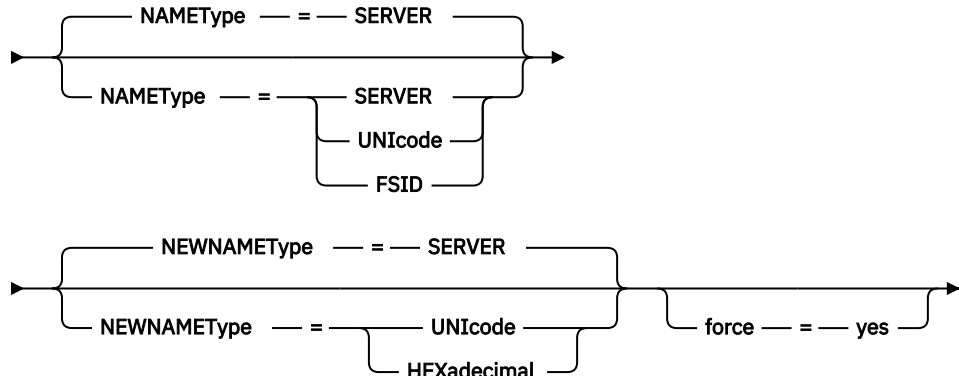 NAMEType = SERVER
NAMEType = SERVER
UNIcode
FSID
NEWNAMEType = SERVER
NEWNAMEType = UNIcode
force = yes
HEXadecimal